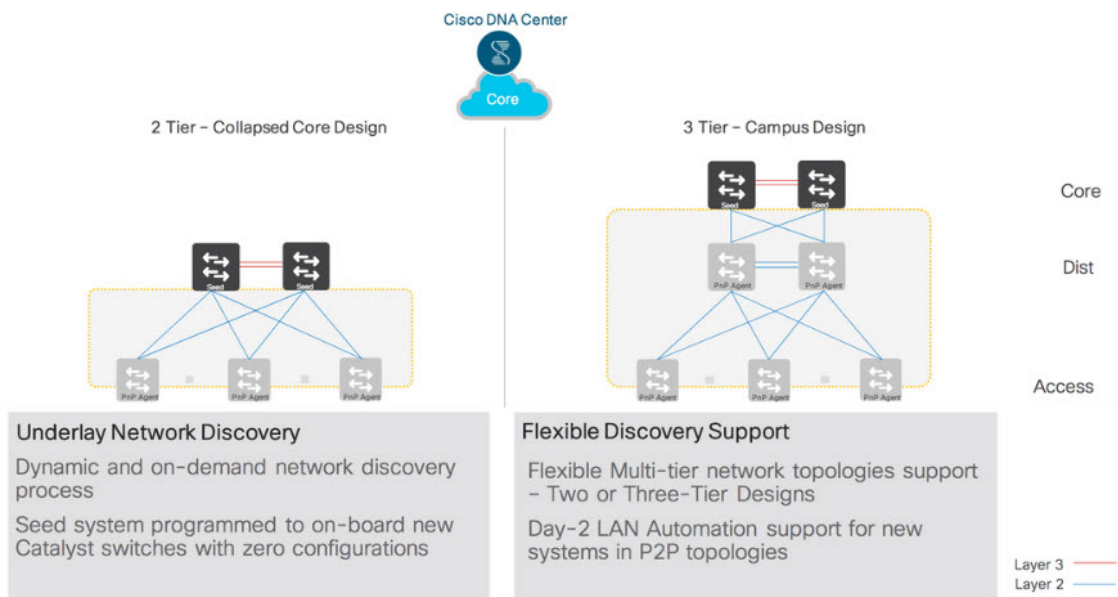 Cisco DNA Center
Core
2 Tier – Collapsed Core Design
3 Tier – Campus Design
Seed
Seed
Core
Seed
Seed
Dist
PnP Agent
PnP Agent
PnP Agent
PnP Agent
PnP Agent
PnP Agent
PnP Agent
PnP Agent
Access
Underlay Network Discovery
Dynamic and on-demand network discovery
process
Seed system programmed to on-board new
Catalyst switches with zero configurations
Flexible Discovery Support
Flexible Multi-tier network topologies support
– Two or Three-Tier Designs
Day-2 LAN Automation support for new
systems in P2P topologies
Layer 3
Layer 2